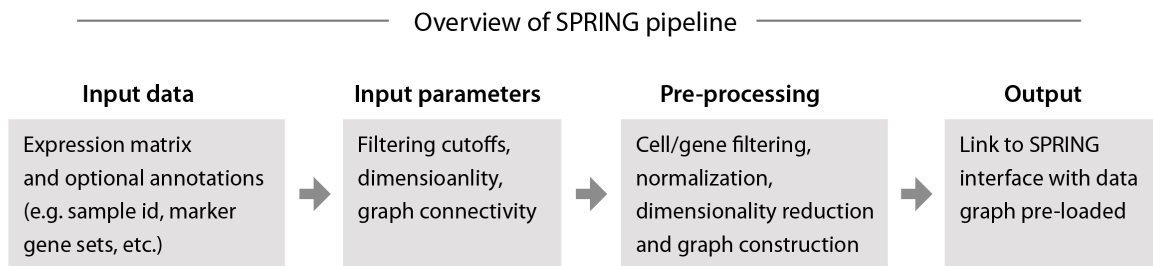 Overview of SPRING pipeline
Input data
Expression matrix
and optional annotations
(e.g. sample id, marker
gene sets, etc.)
Input parameters
Filtering cutoffs,
dimensioanlity,
graph connectivity
Pre-processing
Cell/gene filtering,
normalization,
dimensionality reduction
and graph construction
Output
Link to SPRING
interface with data
graph pre-loaded